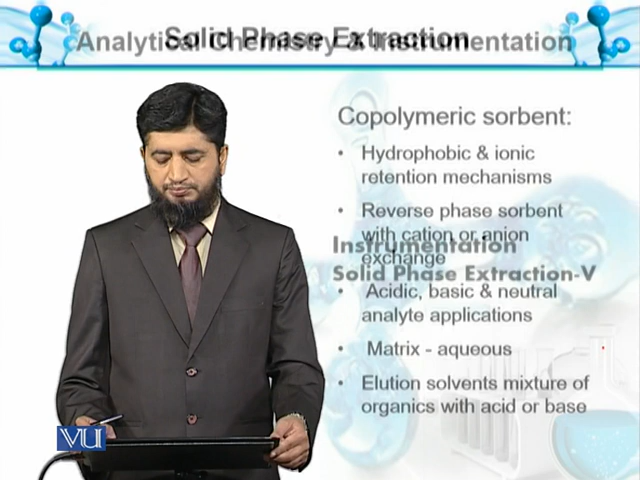 Analytical Chemistry & Instrumentation
Solid Phase Extraction
Copolymeric sorbent:
• Hydrophobic & ionic
retention mechanisms
• Reverse phase sorbent
with cation or anion
exchange
Instrumentation
Solid Phase Extraction-V
• Acidic, basic & neutral
analyte applications
• Matrix - aqueous
• Elution solvents mixture of
organics with acid or base
VU